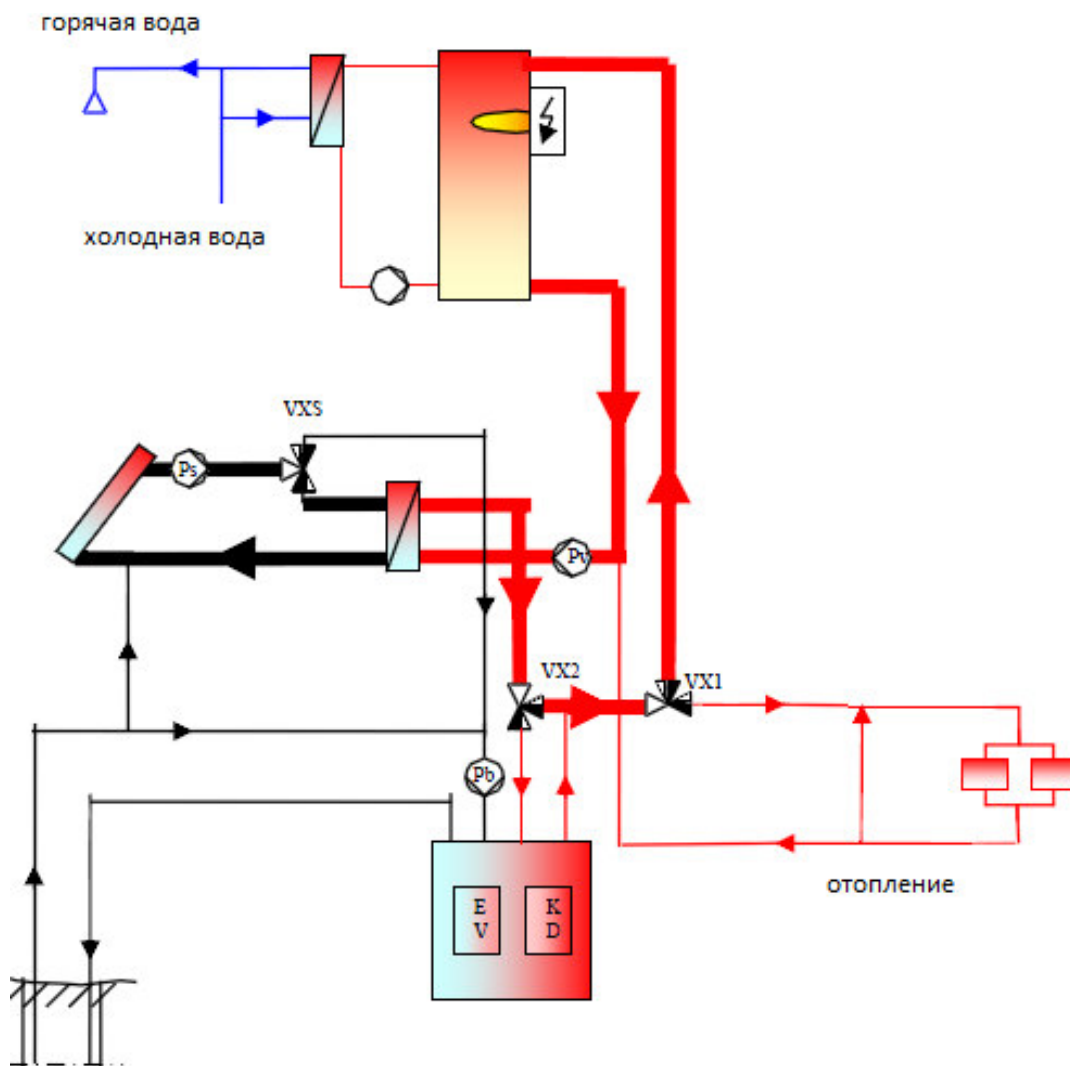 горячая вода
холодная вода
VXS
Ps
Pv
VX2
VX1
Pb
E
V
K
D
отопление